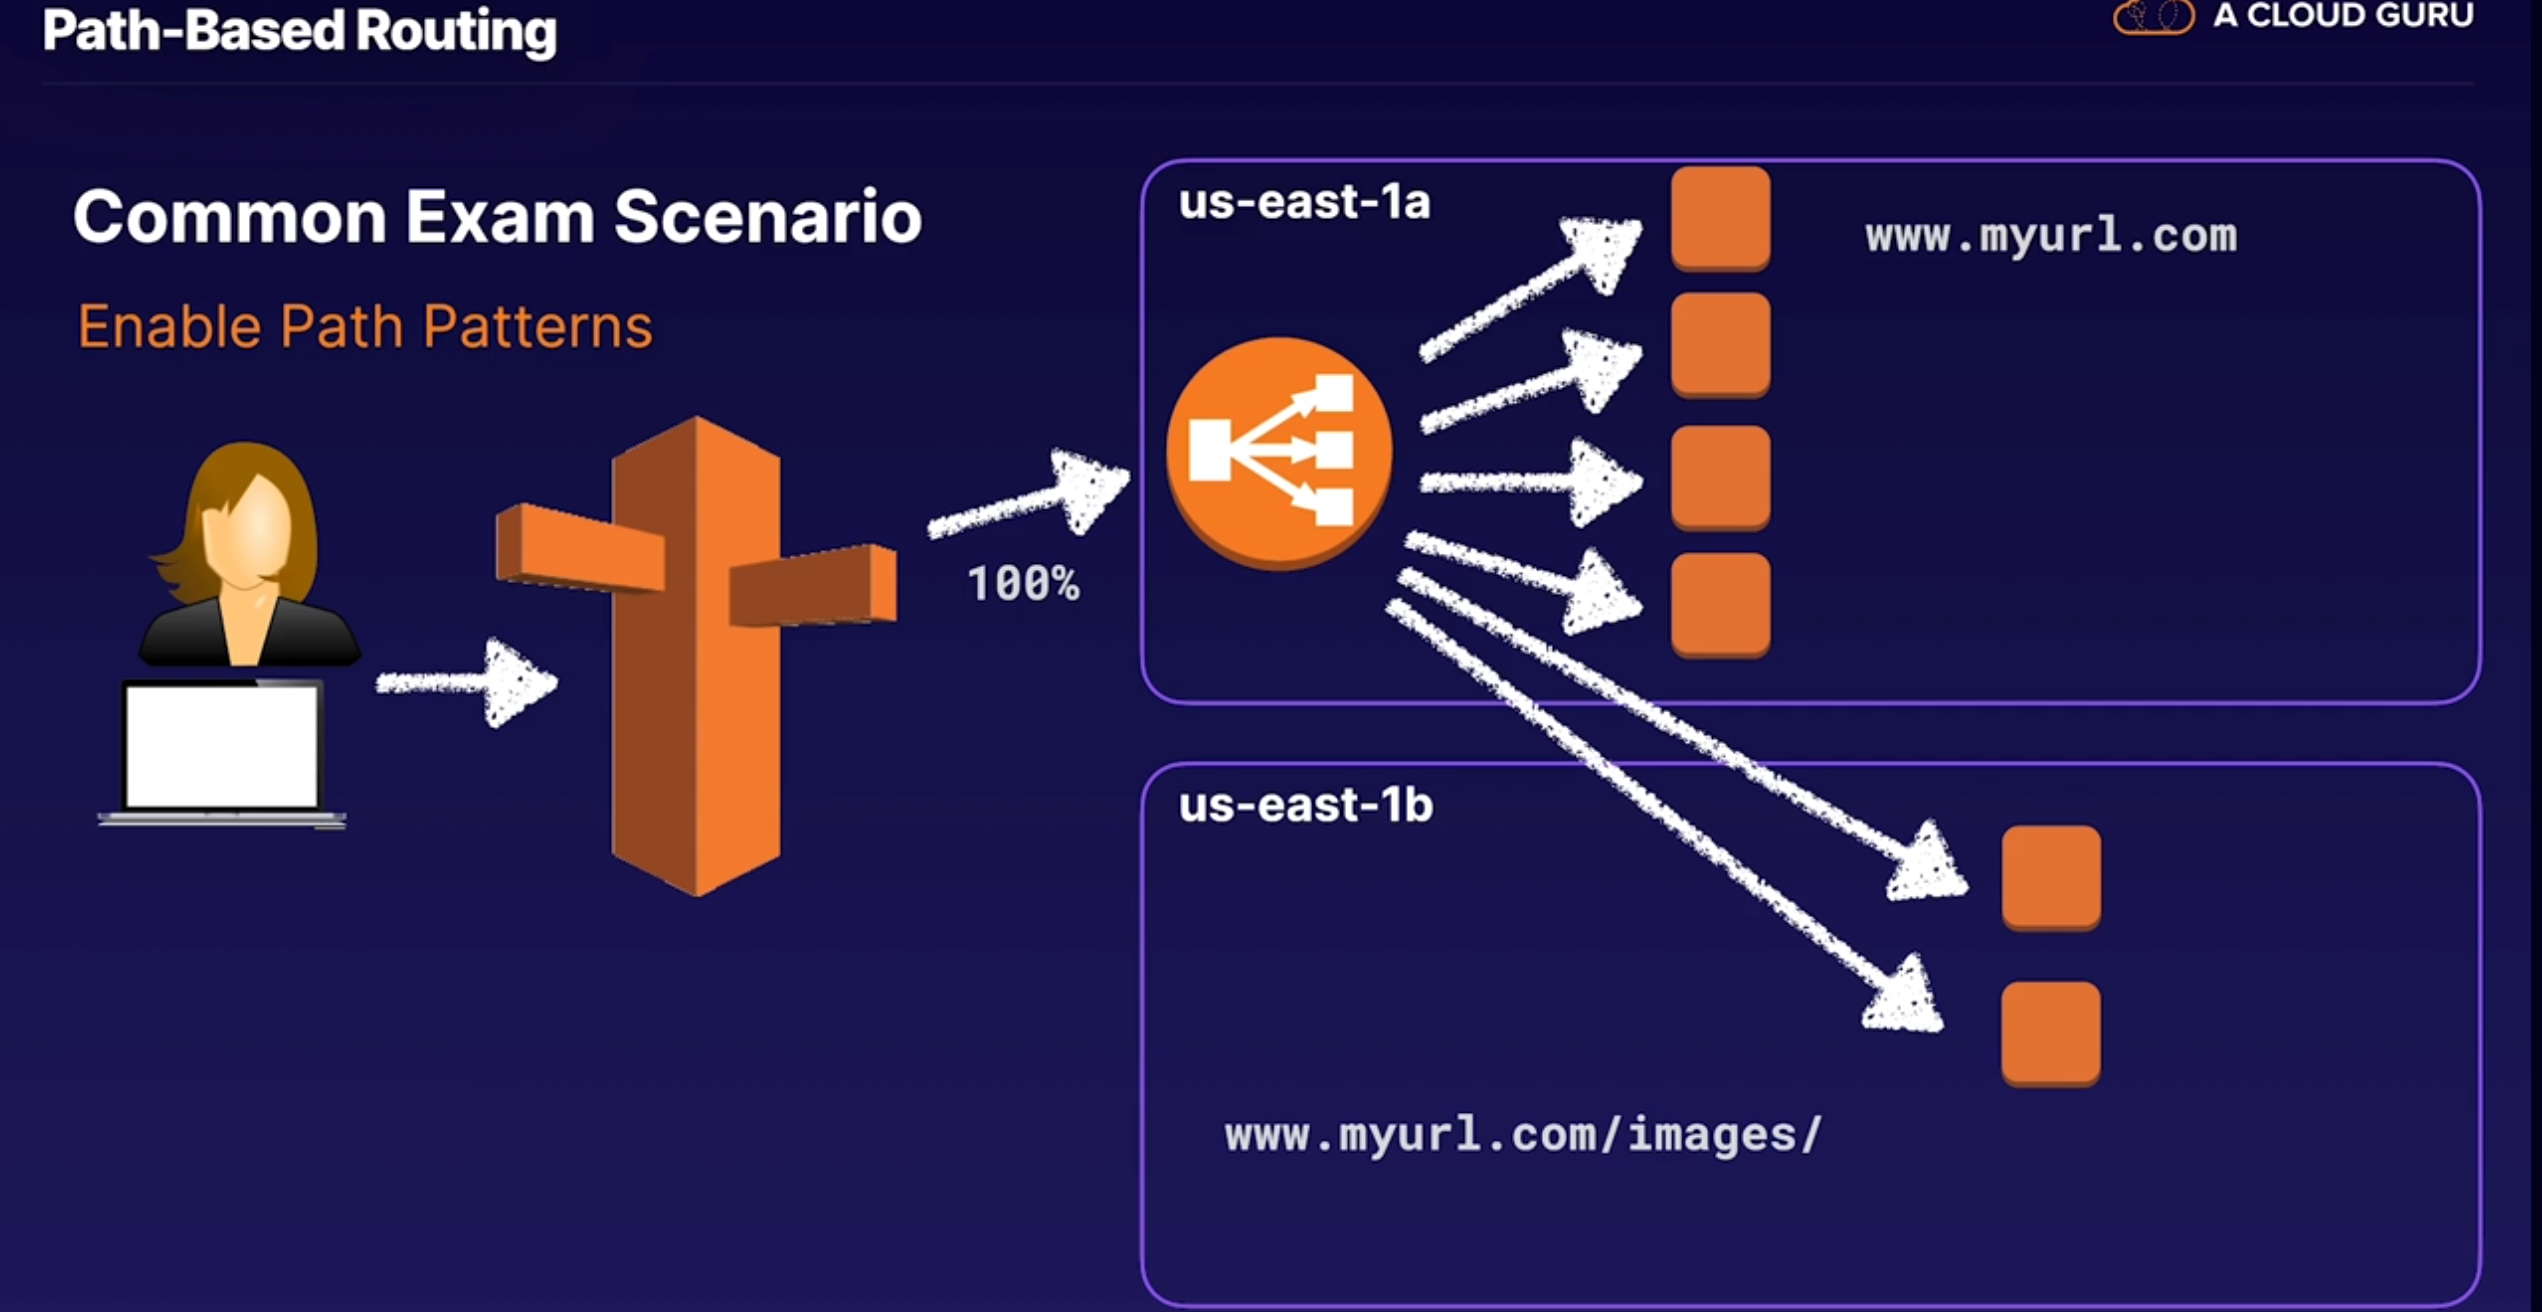 Path-Based Routing
A CLOUD GURU
Common Exam Scenario
Enable Path Patterns
100%
us-east-1a
www.myurl.com
us-east-1b
www.myurl.com/images/